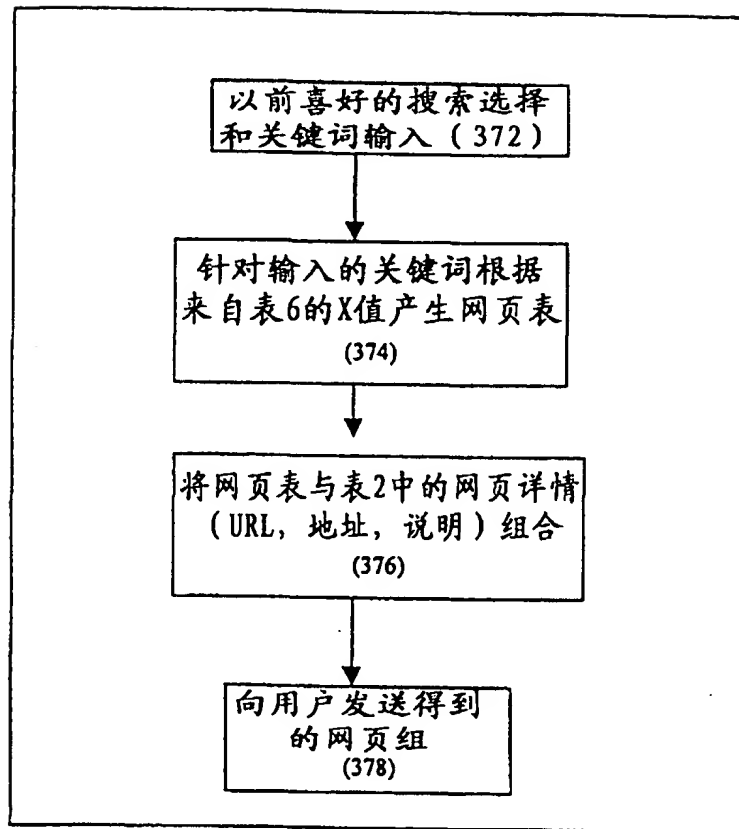 以前喜好的搜索选择
和关键词输入（372）
针对输入的关键词根据
来自表6的X值产生网页表
(374)
将网页表与表2中的网页详情
（URL，地址，说明）组合
(376)
向用户发送得到
的网页组
(378)